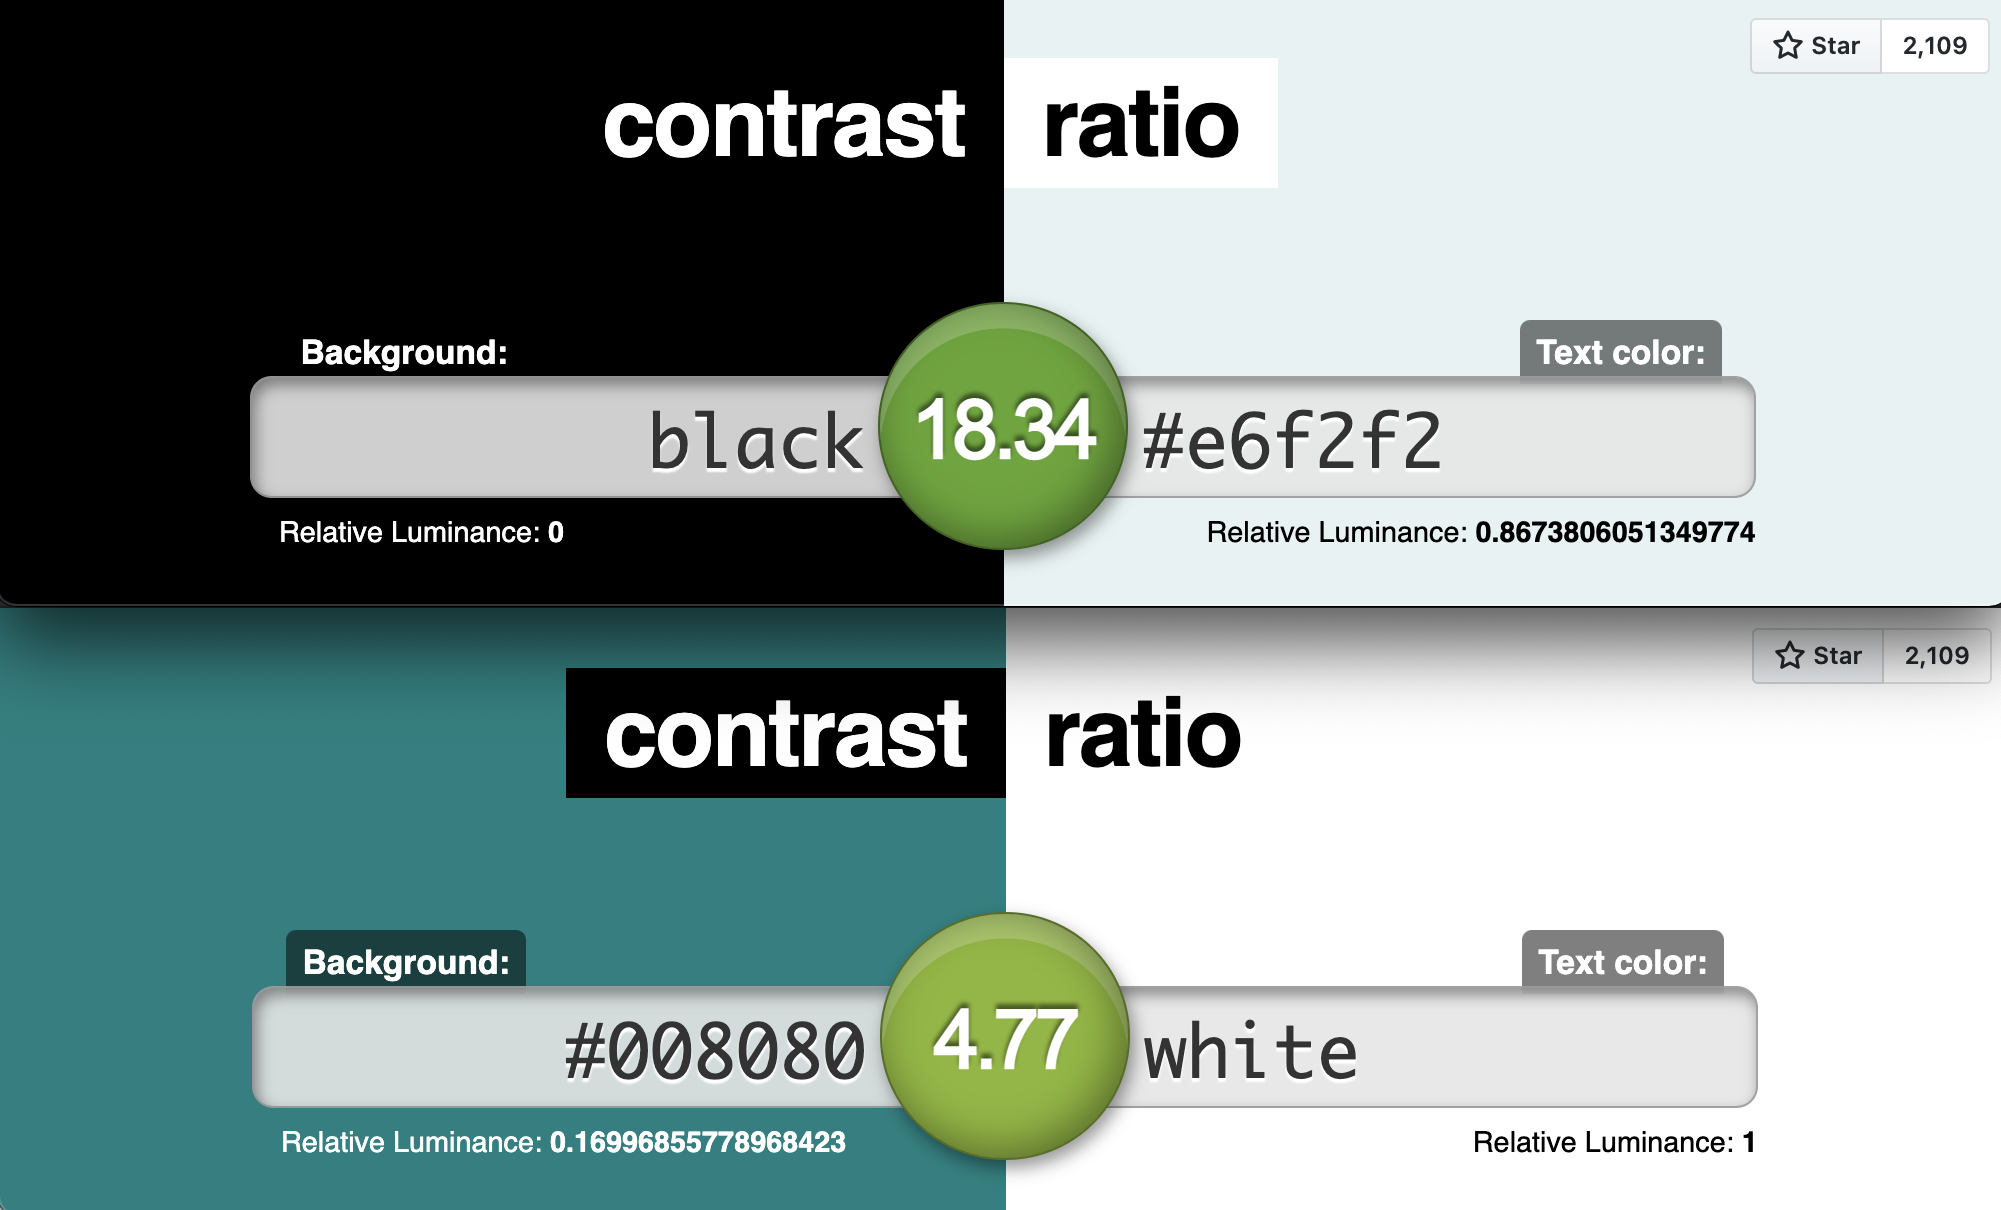 Star 2,109
contrast ratio
Background: Text color:
black 18.34 #e6f2f2
Relative Luminance: 0 Relative Luminance: 0.8673806051349774
Star 2,109
contrast ratio
Background: Text color:
#008080 4.77 white
Relative Luminance: 0.16996855778968423 Relative Luminance: 1